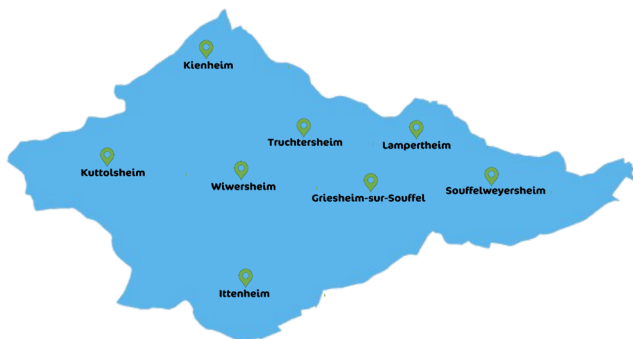 Kienheim
Truchtersheim
Lampertheim
Kuttolsheim
Wiwersheim
Griesheim-sur-Souffel
Souffelweyersheim
Ittenheim